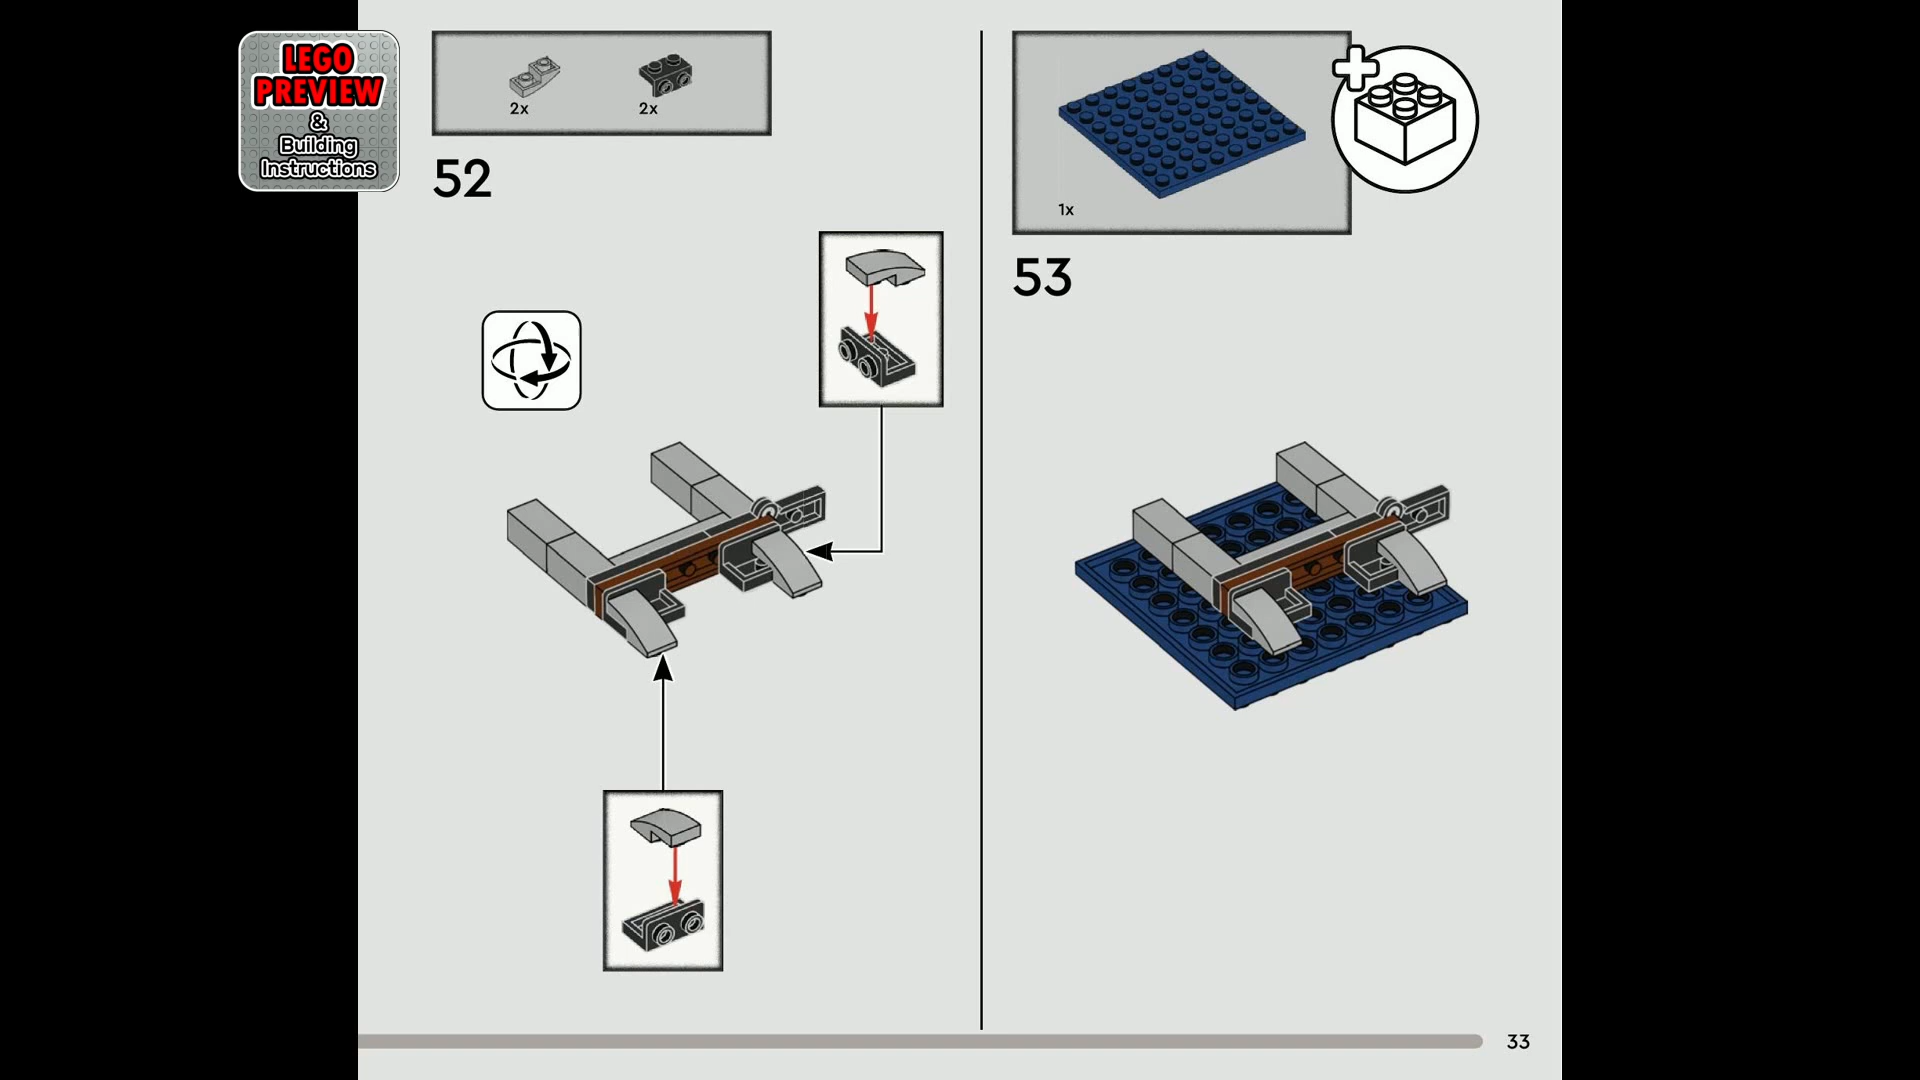 LEGO
PREVIEW
&
Building
Instructions
2x
2x
52
1x
53
33